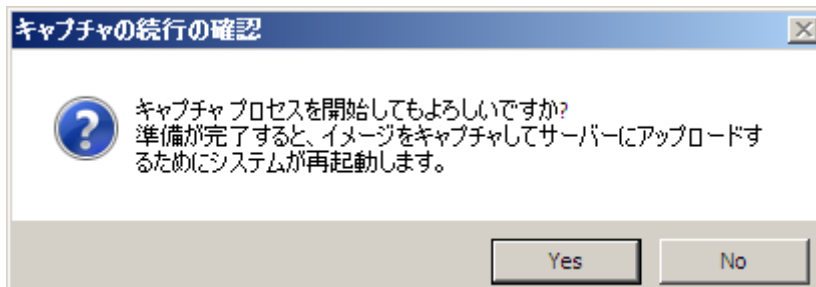 キャプチャの続行の確認
キャプチャ プロセスを開始してもよろしいですか?
準備が完了すると、イメージをキャプチャしてサーバーにアップロードす
るためにシステムが再起動します。
Yes
No